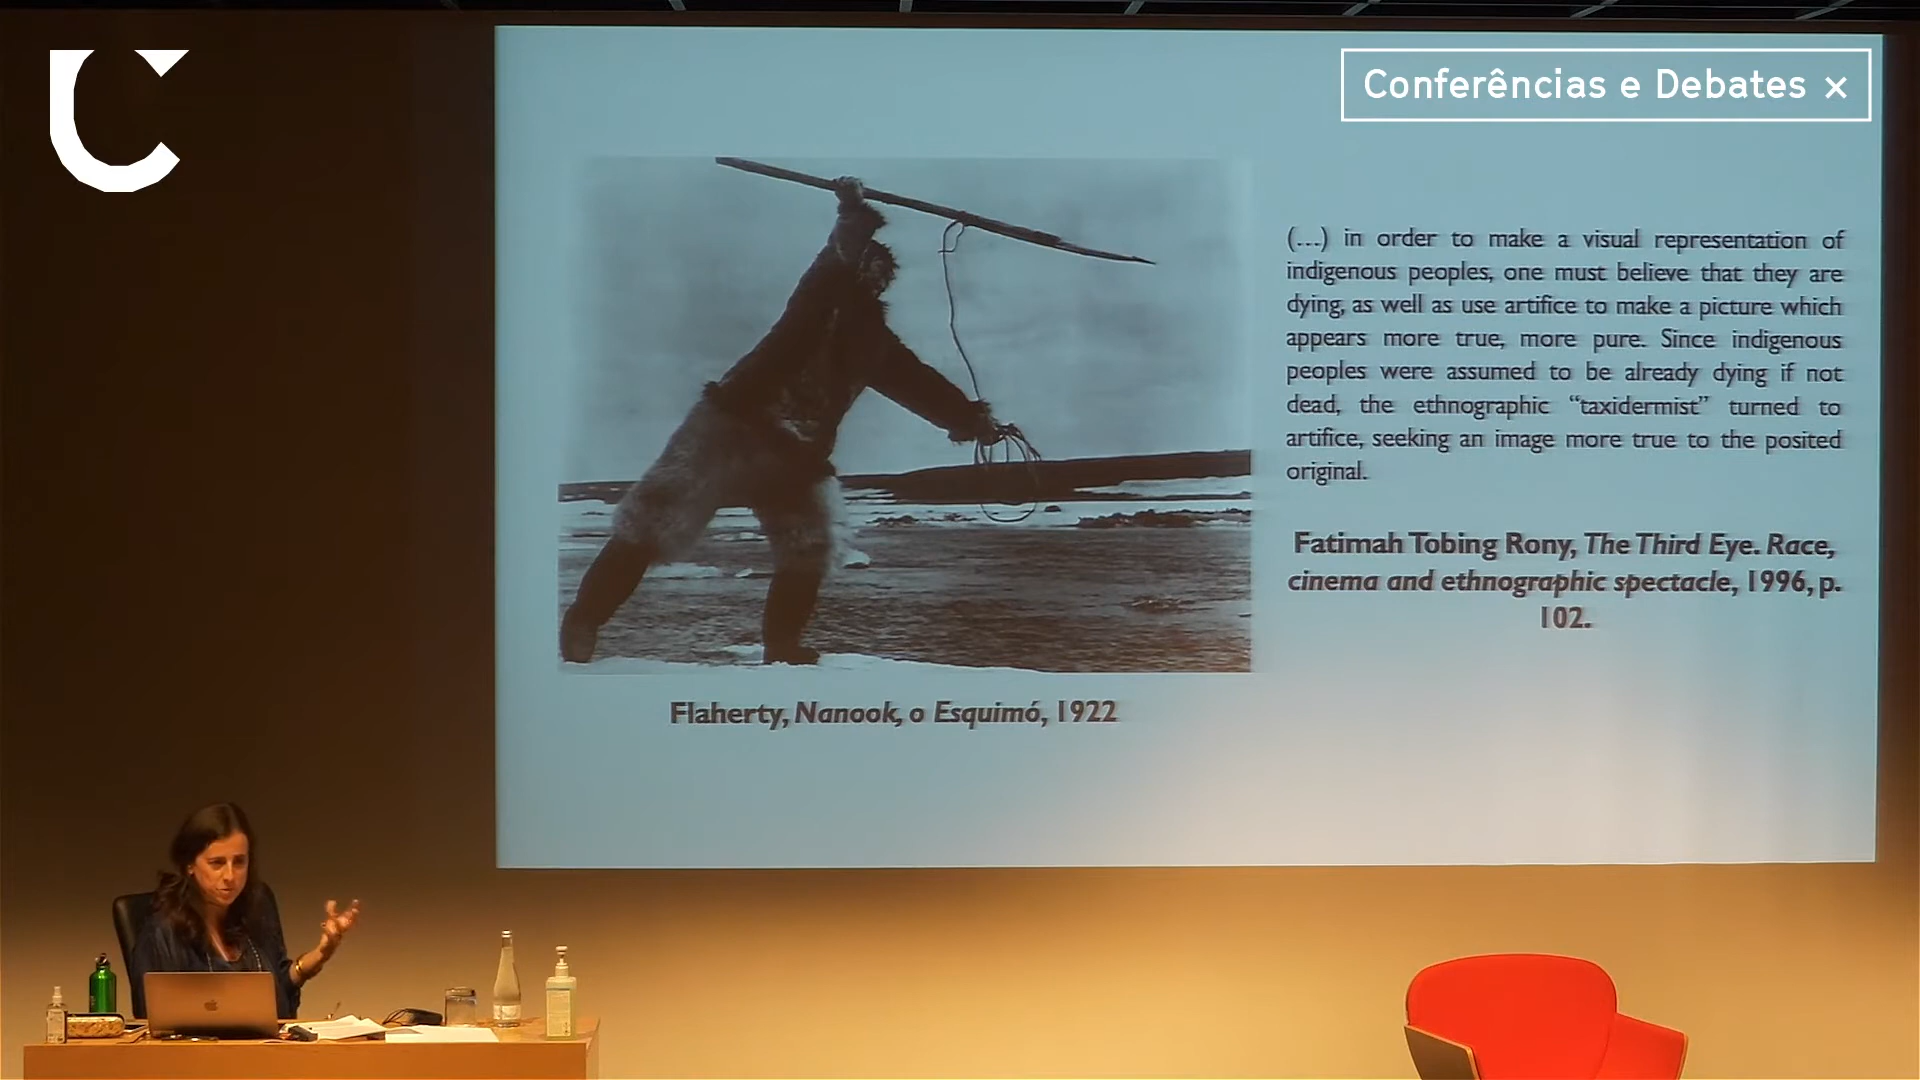 Conferências e Debates ×
(...) in order to make a visual representation of
indigenous peoples, one must believe that they are
dying, as well as use artifice to make a picture which
appears more true, more pure. Since indigenous
peoples were assumed to be already dying if not
dead, the ethnographic “taxidermist” turned to
artifice, seeking an image more true to the posited
original.
Fatimah Tobing Rony, The Third Eye. Race,
cinema and ethnographic spectacle, 1996, p.
102.
Flaherty, Nanook, o Esquimó, 1922